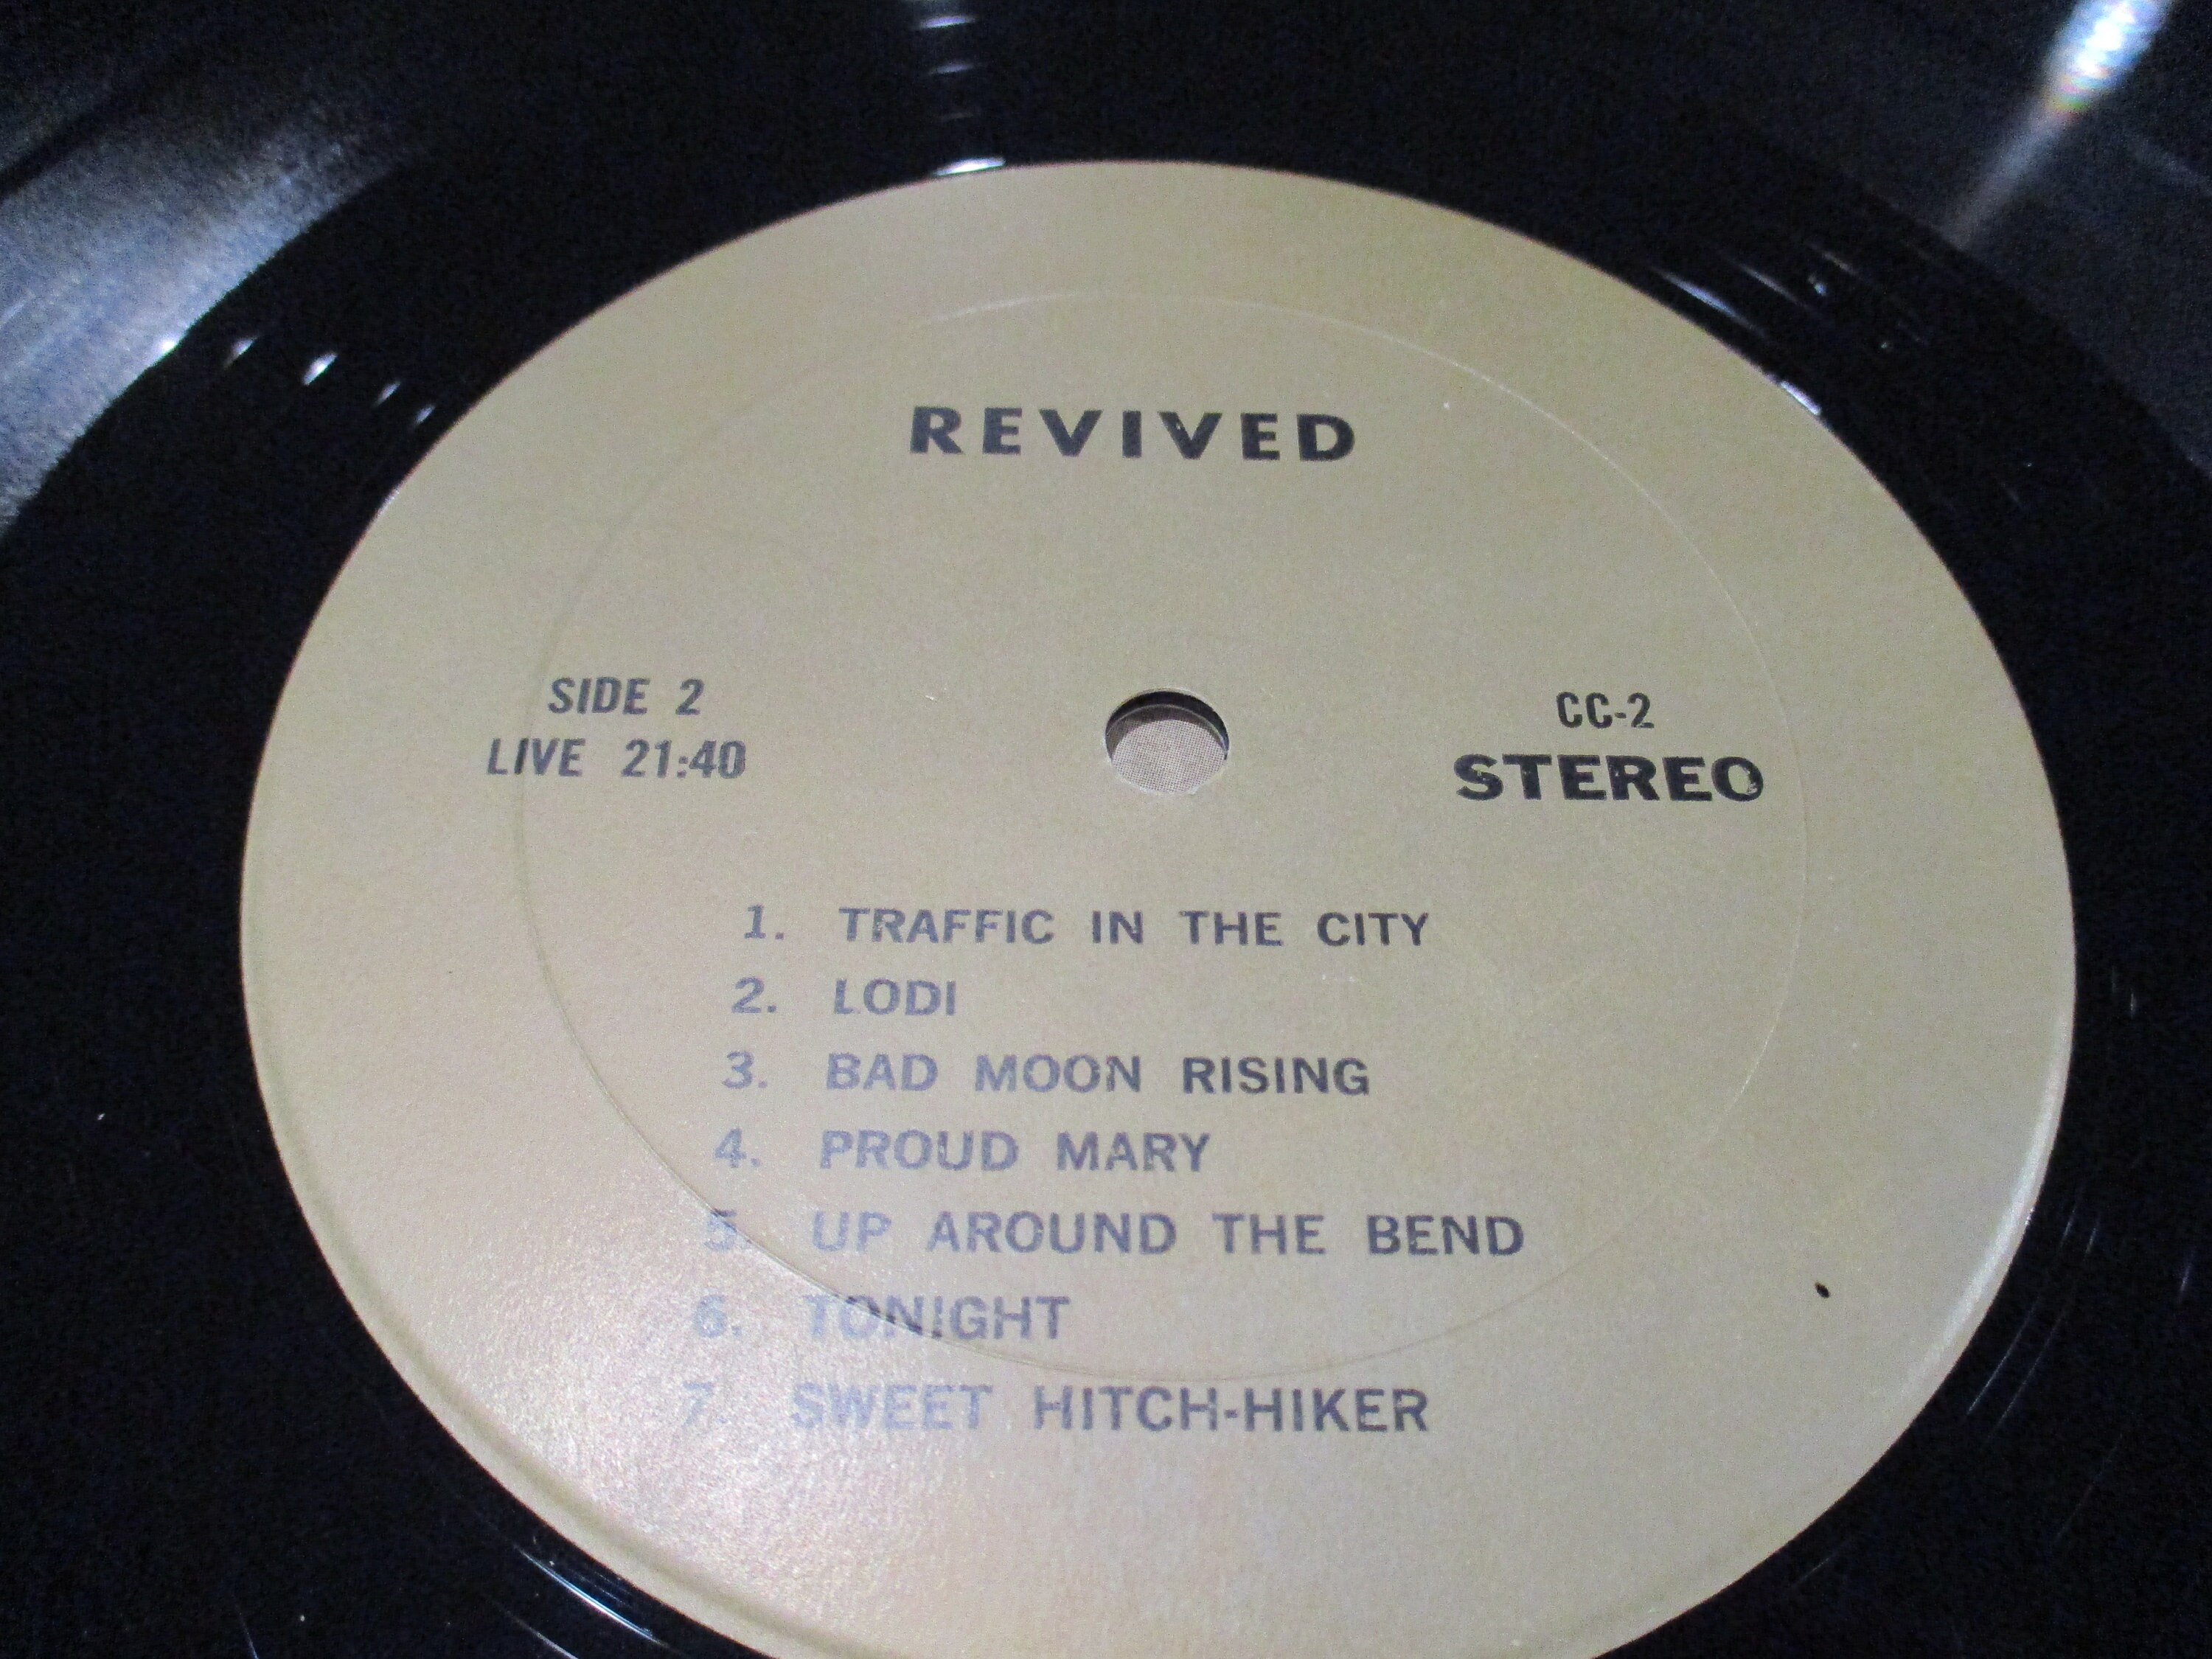 REVIVED
SIDE 2
LIVE 21:40
CC-2
STEREO
1. TRAFFIC IN THE CITY
2. LODI
3. BAD MOON RISING
4. PROUD MARY
5. UP AROUND THE BEND
6. TONIGHT
7. SWEET HITCH-HIKER